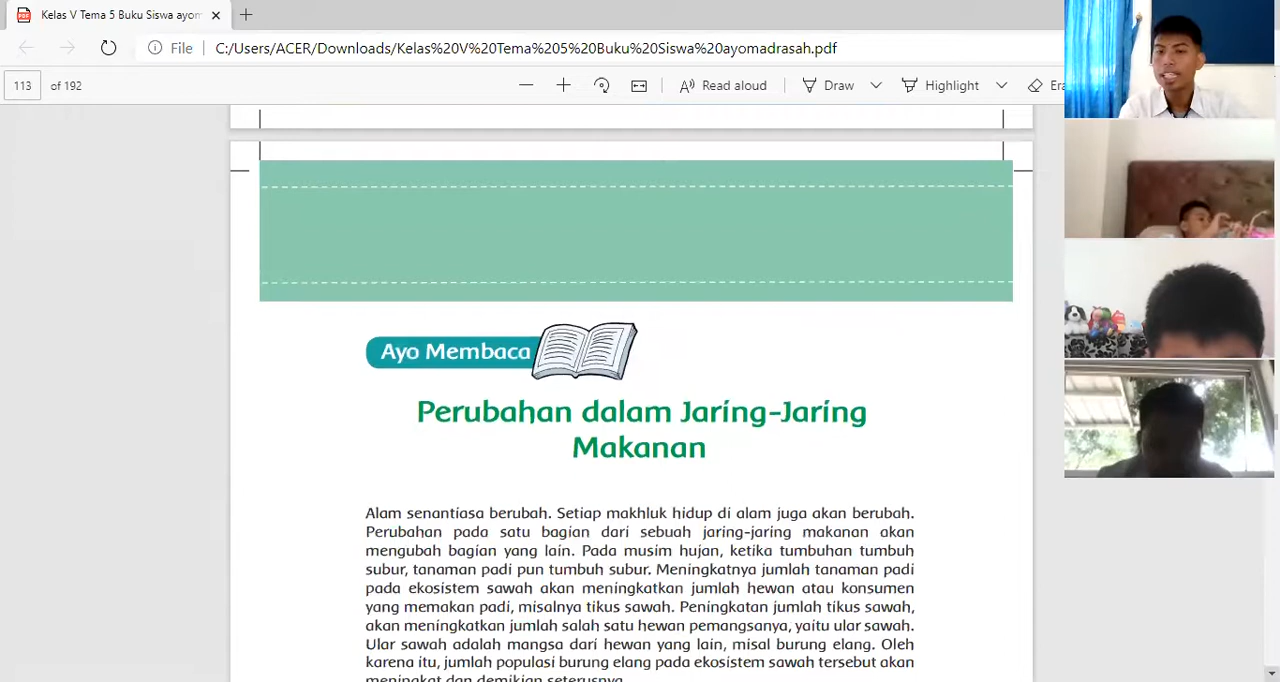 Kelas V Tema 5 Buku Siswa ayom
File
C:/Users/ACER/Downloads/Kelas%20V%20Tema%205%20Buku%20Siswa%20ayomadrasah.pdf
113 of 192
Read aloud
Draw
Highlight
Era
Ayo Membaca
Perubahan dalam Jaring-Jaring
Makanan
Alam senantiasa berubah. Setiap makhluk hidup di alam juga akan berubah.
Perubahan pada satu bagian dari sebuah jaring-jaring makanan akan
mengubah bagian yang lain. Pada musim hujan, ketika tumbuhan tumbuh
subur, tanaman padi pun tumbuh subur. Meningkatnya jumlah tanaman padi
pada ekosistem sawah akan meningkatkan jumlah hewan atau konsumen
yang memakan padi, misalnya tikus sawah. Peningkatan jumlah tikus sawah,
akan meningkatkan jumlah salah satu hewan pemangsanya, yaitu ular sawah.
Ular sawah adalah mangsa dari hewan yang lain, misal burung elang. Oleh
karena itu, jumlah populasi burung elang pada ekosistem sawah tersebut akan
meningkat dan demikian seterusnya.